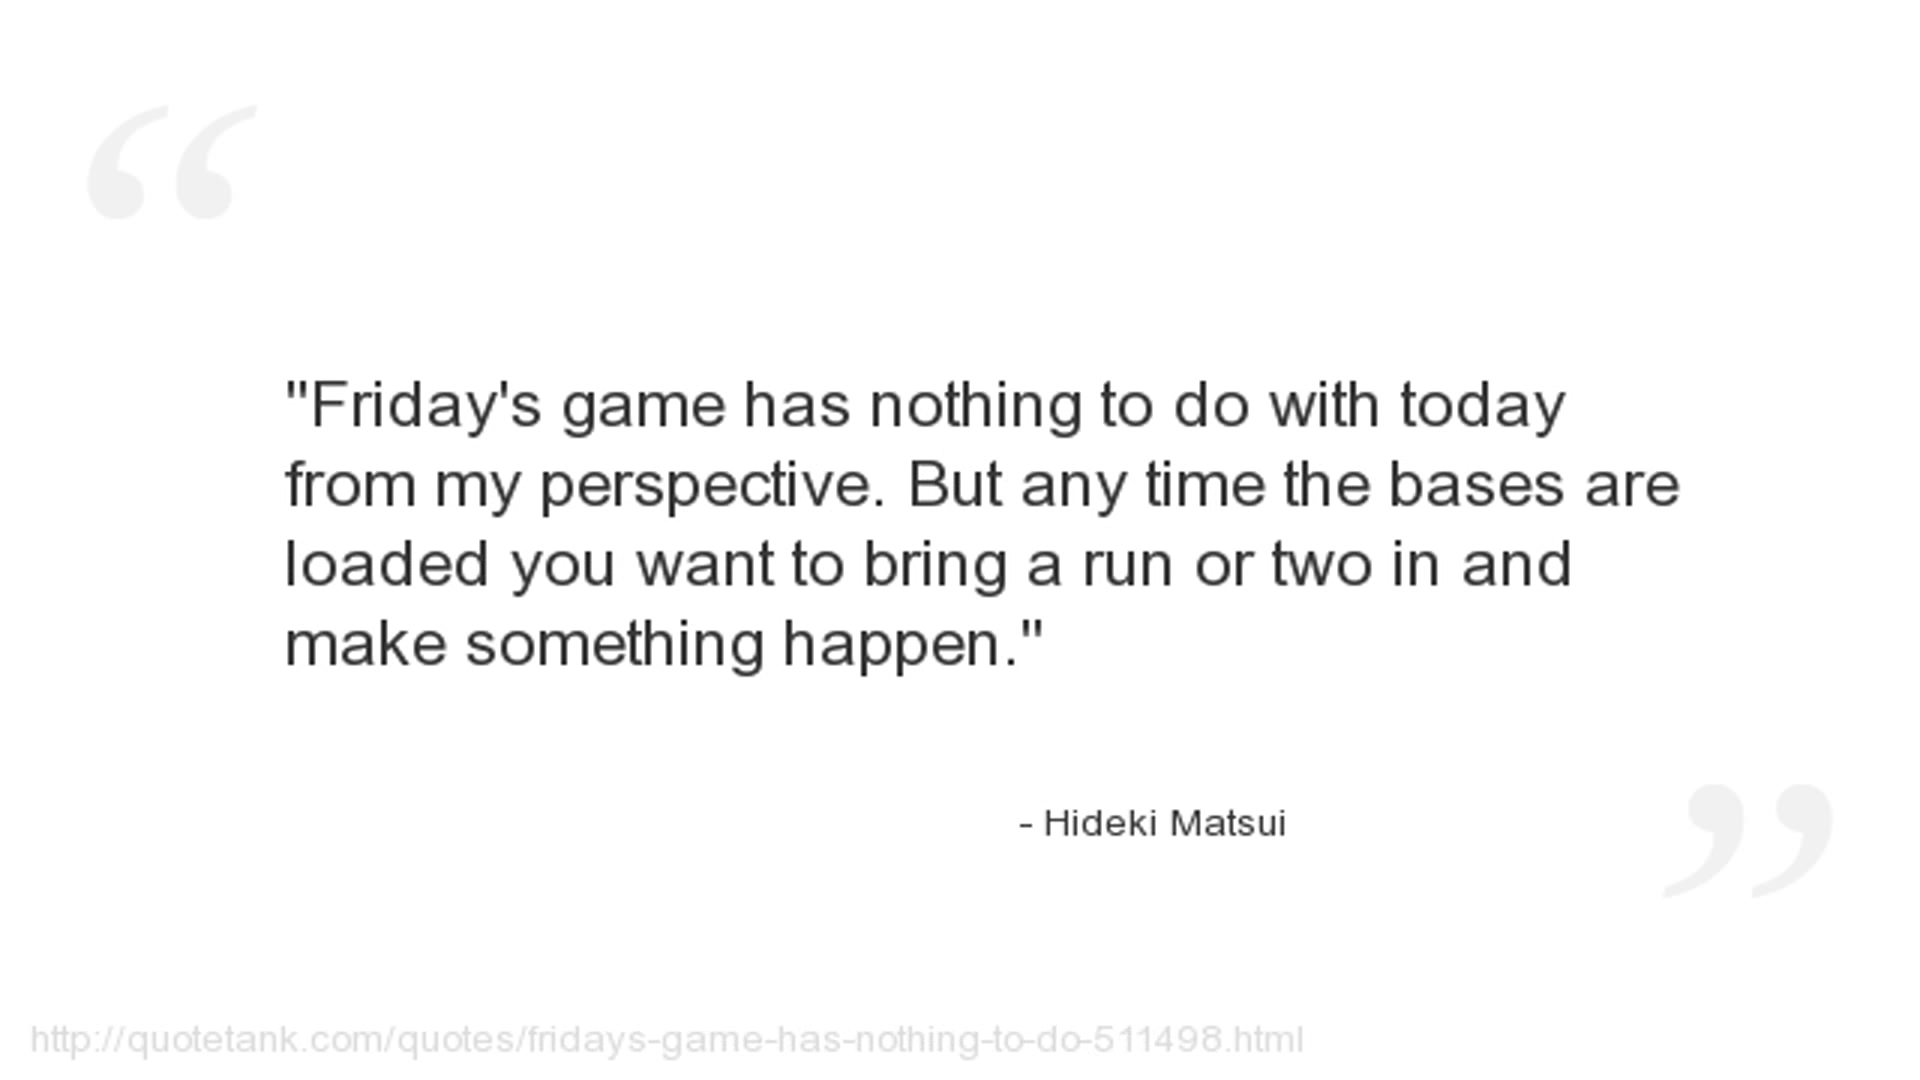 "Friday's game has nothing to do with today
from my perspective. But any time the bases are
loaded you want to bring a run or two in and
make something happen."
- Hideki Matsui
http://quotetank.com/quotes/fridays-game-has-nothing-to-do-511498.html